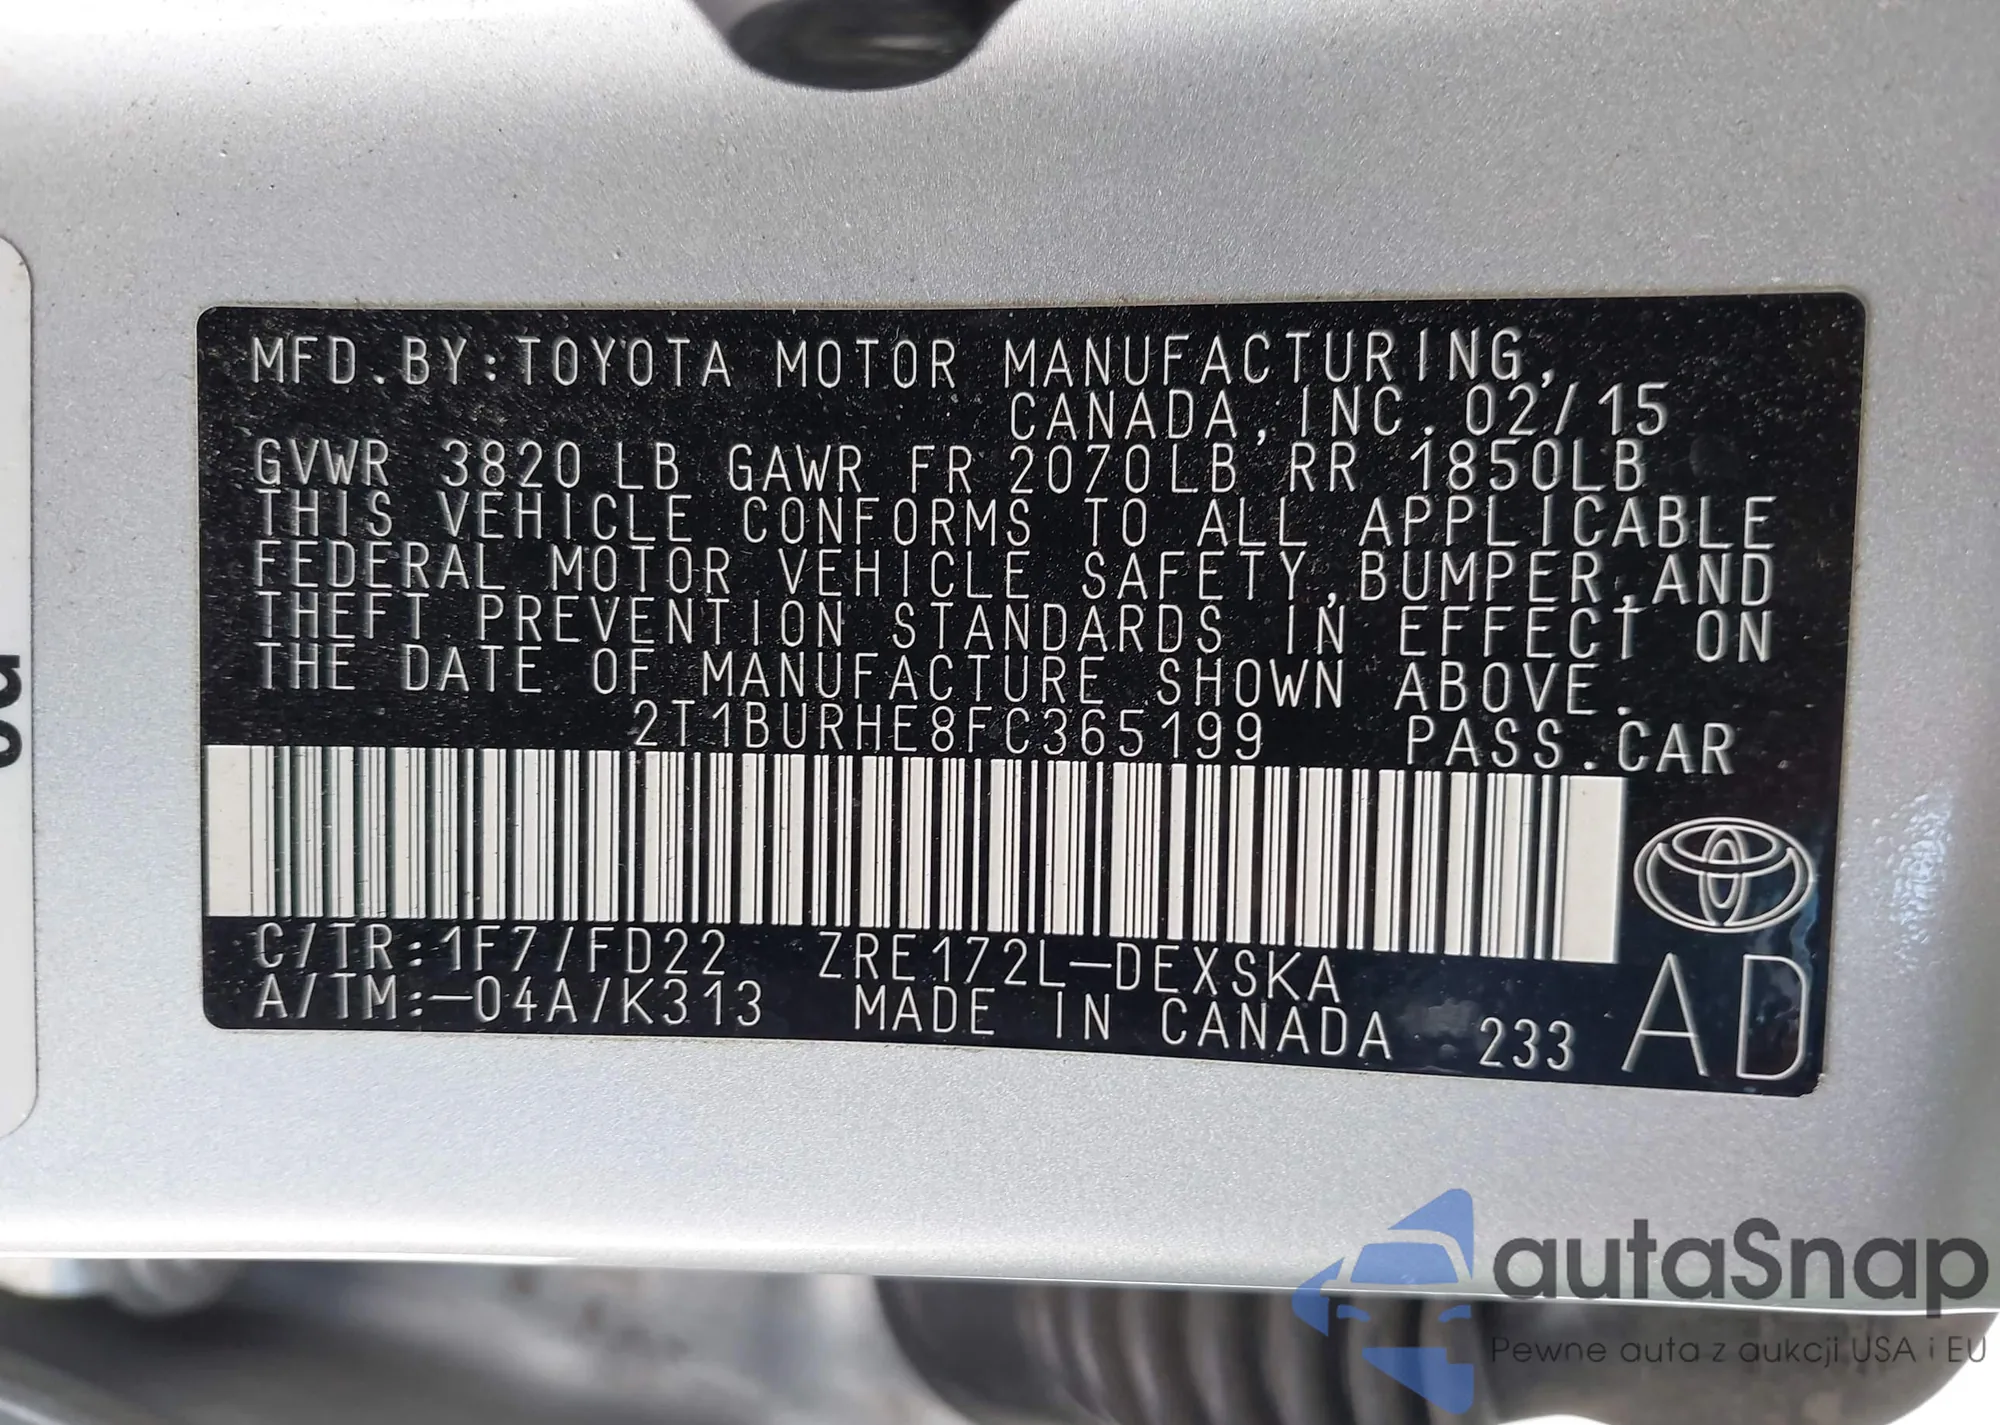 MFD.BY:TOYOTA MOTOR MANUFACTURING,
CANADA,INC.02/15
GVWR 3820 LB GAWR FR 2070LB RR 1850LB
THIS VEHICLE CONFORMS TO ALL APPLICABLE
FEDERAL MOTOR VEHICLE SAFETY,BUMPER,AND
THEFT PREVENTION STANDARDS IN EFFECT ON
THE DATE OF MANUFACTURE SHOWN ABOVE.
2T1BURHE8FC365199 PASS.CAR
C/TR:1F7/FD22 ZRE172L-DEXSKA
A/TM:-04A/K313 MADE IN CANADA 233 AD
autaSnap
Pewne auta z aukcji USA i EU